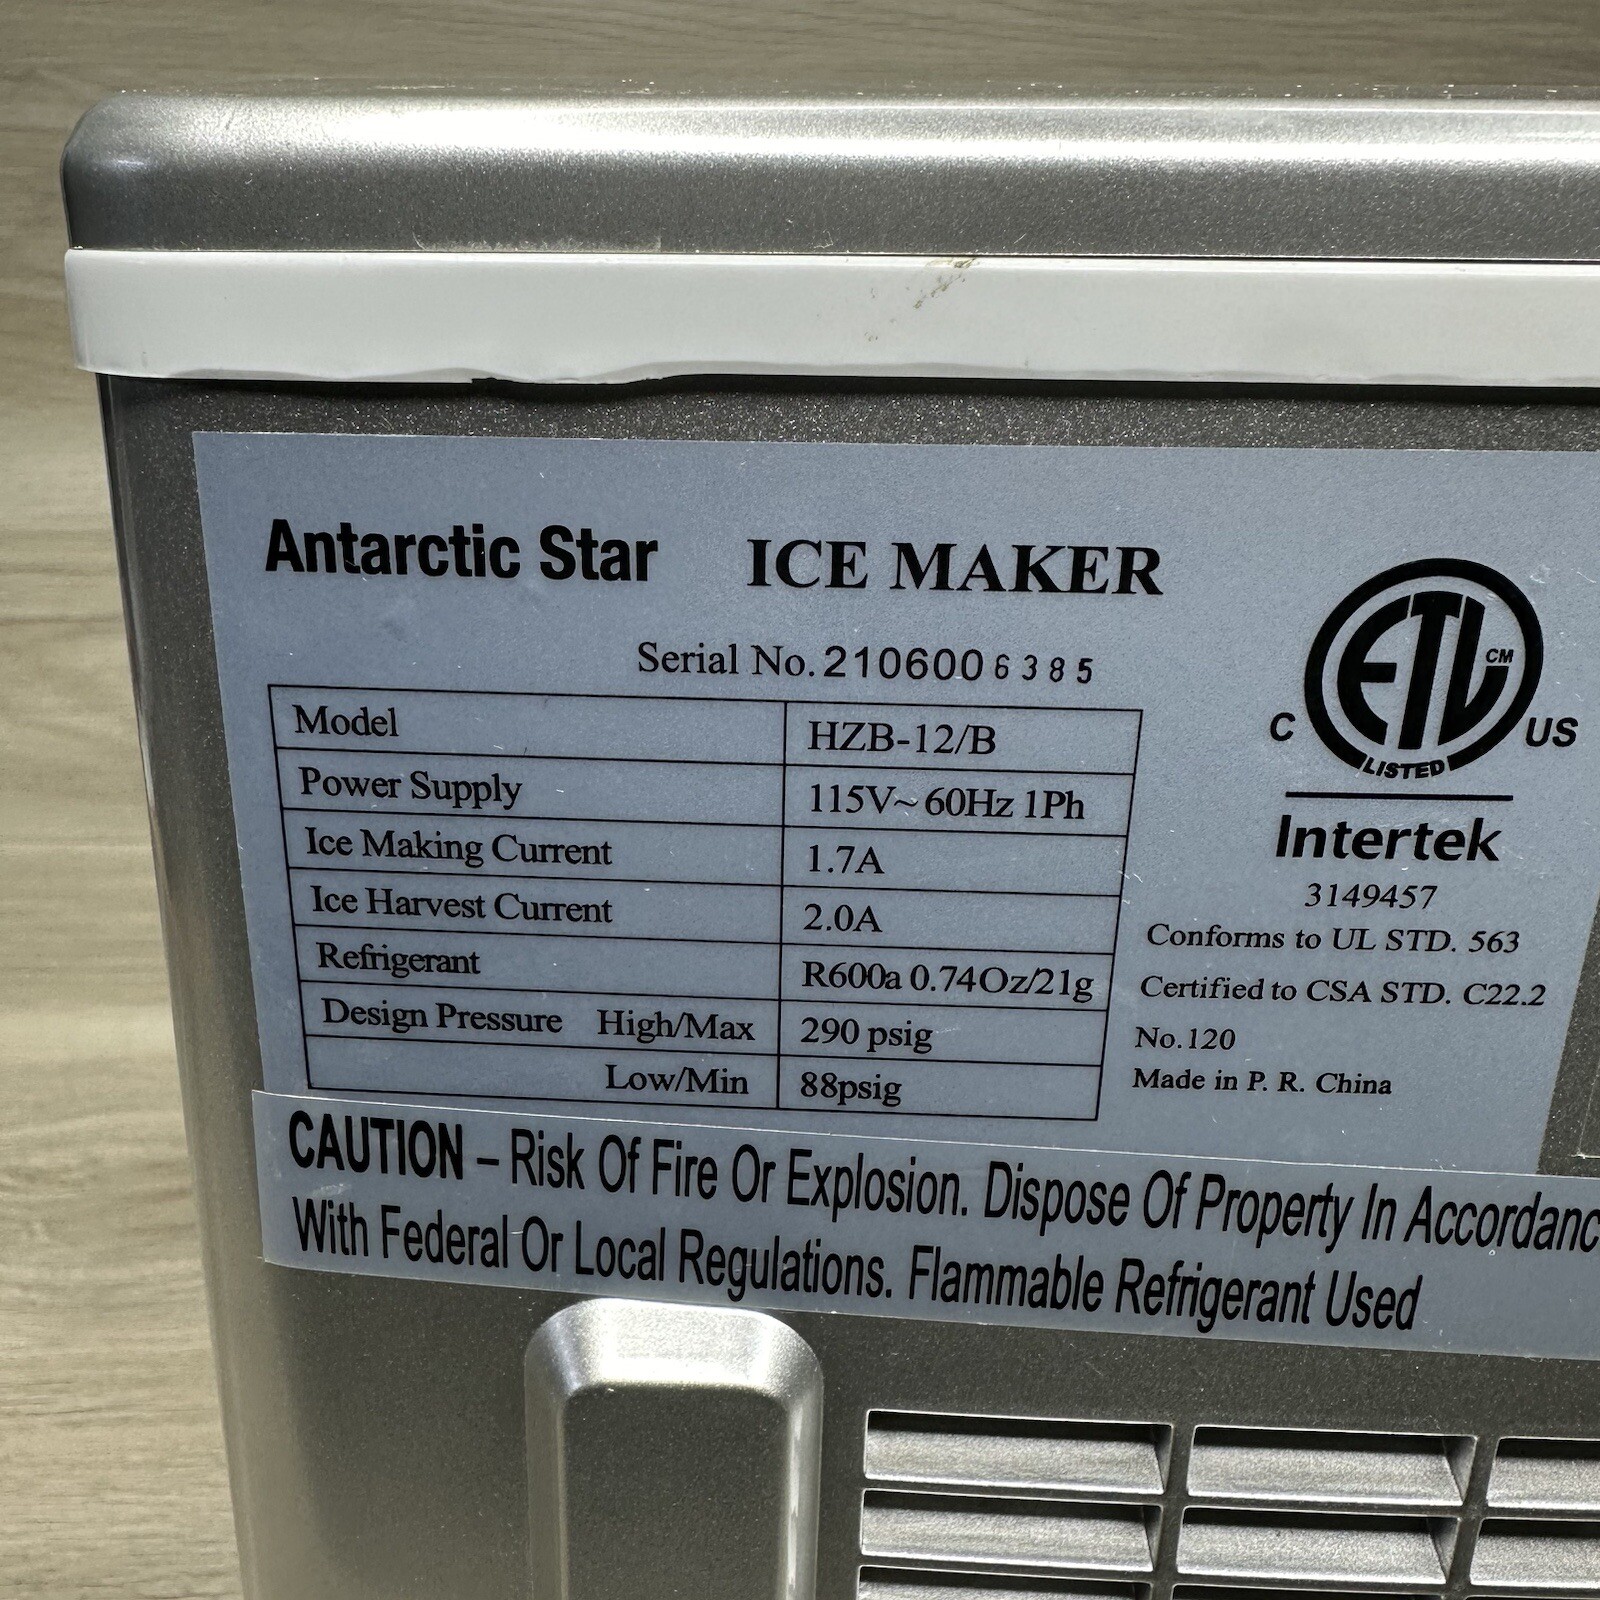 Antarctic Star ICE MAKER
Serial No. 2106006385
Model HZB-12/B
Power Supply 115V~60Hz 1Ph
Ice Making Current 1.7A
Ice Harvest Current 2.0A
Refrigerant R600a 0.74Oz/21g
Design Pressure High/Max 290 psig
Low/Min 88psig
ETL CM
C US
LISTED
Intertek
3149457
Conforms to UL STD. 563
Certified to CSA STD. C22.2
No.120
Made in P. R. China
CAUTION – Risk Of Fire Or Explosion. Dispose Of Property In Accordanc
With Federal Or Local Regulations. Flammable Refrigerant Used